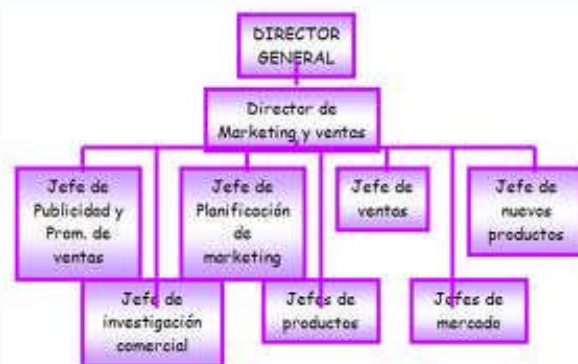 DIRECTOR
GENERAL
Director de
Marketing y ventas
Jefe de
Publicidad y
Prom. de
ventas
Jefe de
Planificación
de
marketing
Jefe de
ventas
Jefe de
nuevos
productos
Jefe de
investigación
comercial
Jefes de
productos
Jefes de
mercado